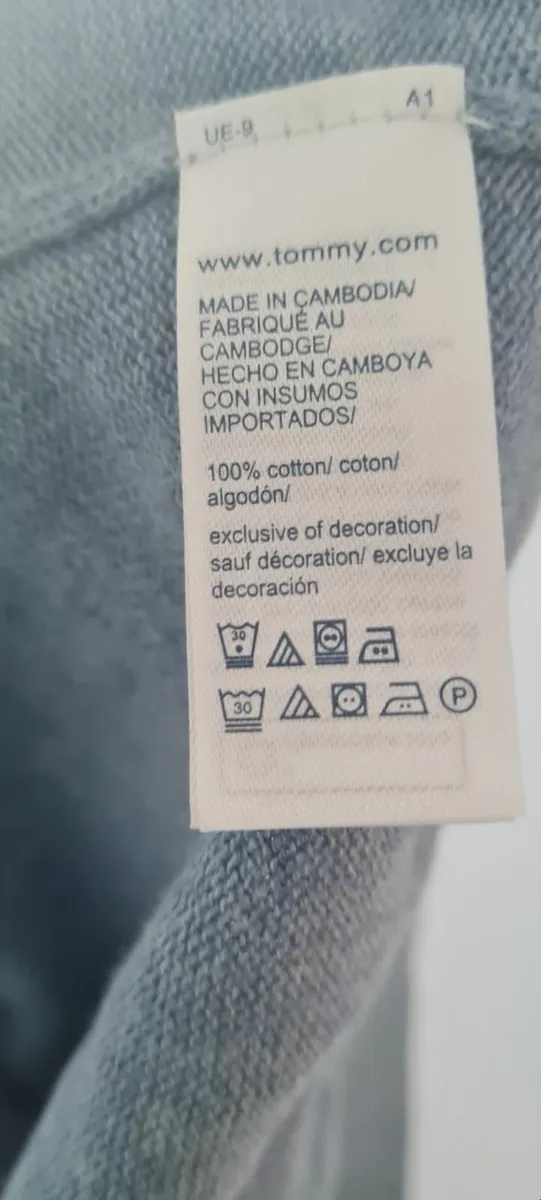 UE-9 A1
www.tommy.com
MADE IN CAMBODIA/
FABRIQUÉ AU
CAMBODGE/
HECHO EN CAMBOYA
CON INSUMOS
IMPORTADOS/
100% cotton/ coton/
algodón/
exclusive of decoration/
sauf décoration/ excluye la
decoración
30
30 P